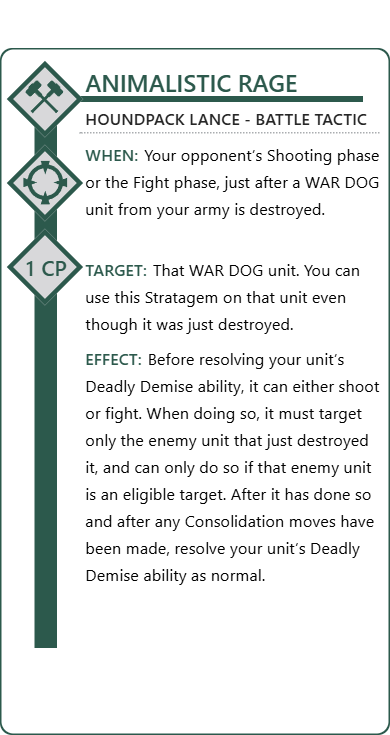 ANIMALISTIC RAGE
HOUNDPACK LANCE - BATTLE TACTIC
WHEN: Your opponent's Shooting phase
or the Fight phase, just after a WAR DOG
unit from your army is destroyed.
1 CP
TARGET: That WAR DOG unit. You can
use this Stratagem on that unit even
though it was just destroyed.
EFFECT: Before resolving your unit's
Deadly Demise ability, it can either shoot
or fight. When doing so, it must target
only the enemy unit that just destroyed
it, and can only do so if that enemy unit
is an eligible target. After it has done so
and after any Consolidation moves have
been made, resolve your unit's Deadly
Demise ability as normal.